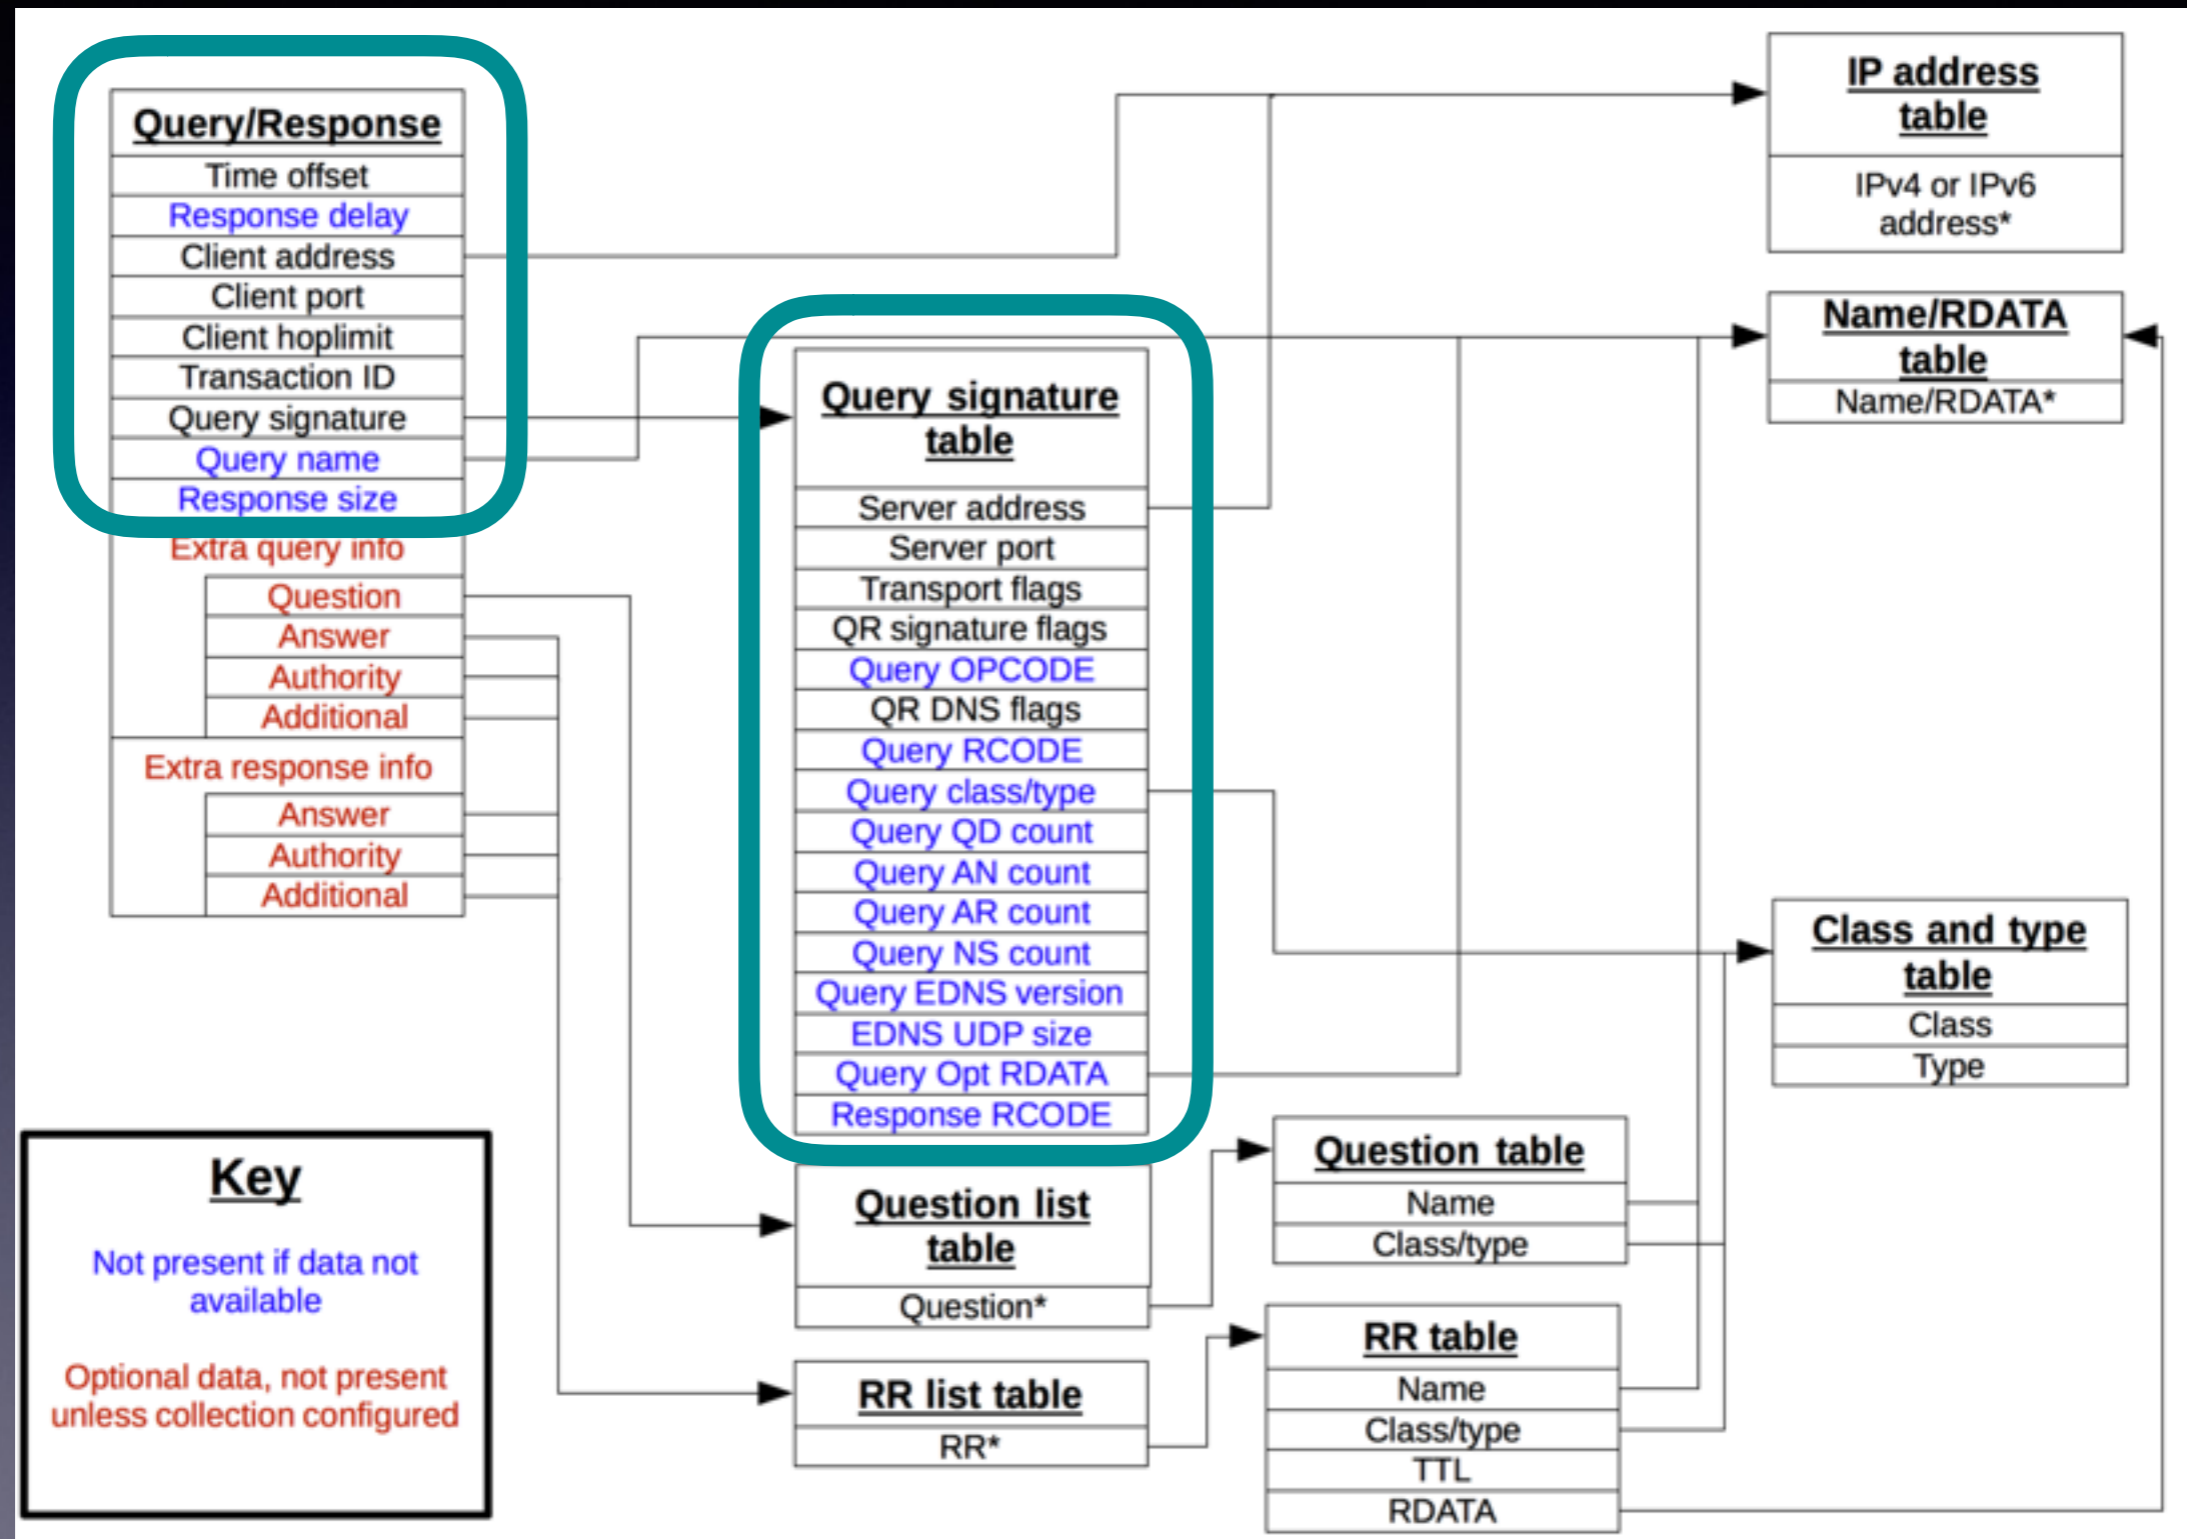 Query/Response
Time offset
Response delay
Client address
Client port
Client hoplimit
Transaction ID
Query signature
Query name
Response size
Extra query info
Question
Answer
Authority
Additional
Extra response info
Answer
Authority
Additional
Key
Not present if data not
available
Optional data, not present
unless collection configured
Query signature
table
Server address
Server port
Transport flags
QR signature flags
Query OPCODE
QR DNS flags
Query RCODE
Query class/type
Query QD count
Query AN count
Query AR count
Query NS count
Query EDNS version
EDNS UDP size
Query Opt RDATA
Response RCODE
Question list
table
Question*
RR list table
RR*
Question table
Name
Class/type
RR table
Name
Class/type
TTL
RDATA
IP address
table
IPv4 or IPv6
address*
Name/RDATA
table
Name/RDATA*
Class and type
table
Class
Type